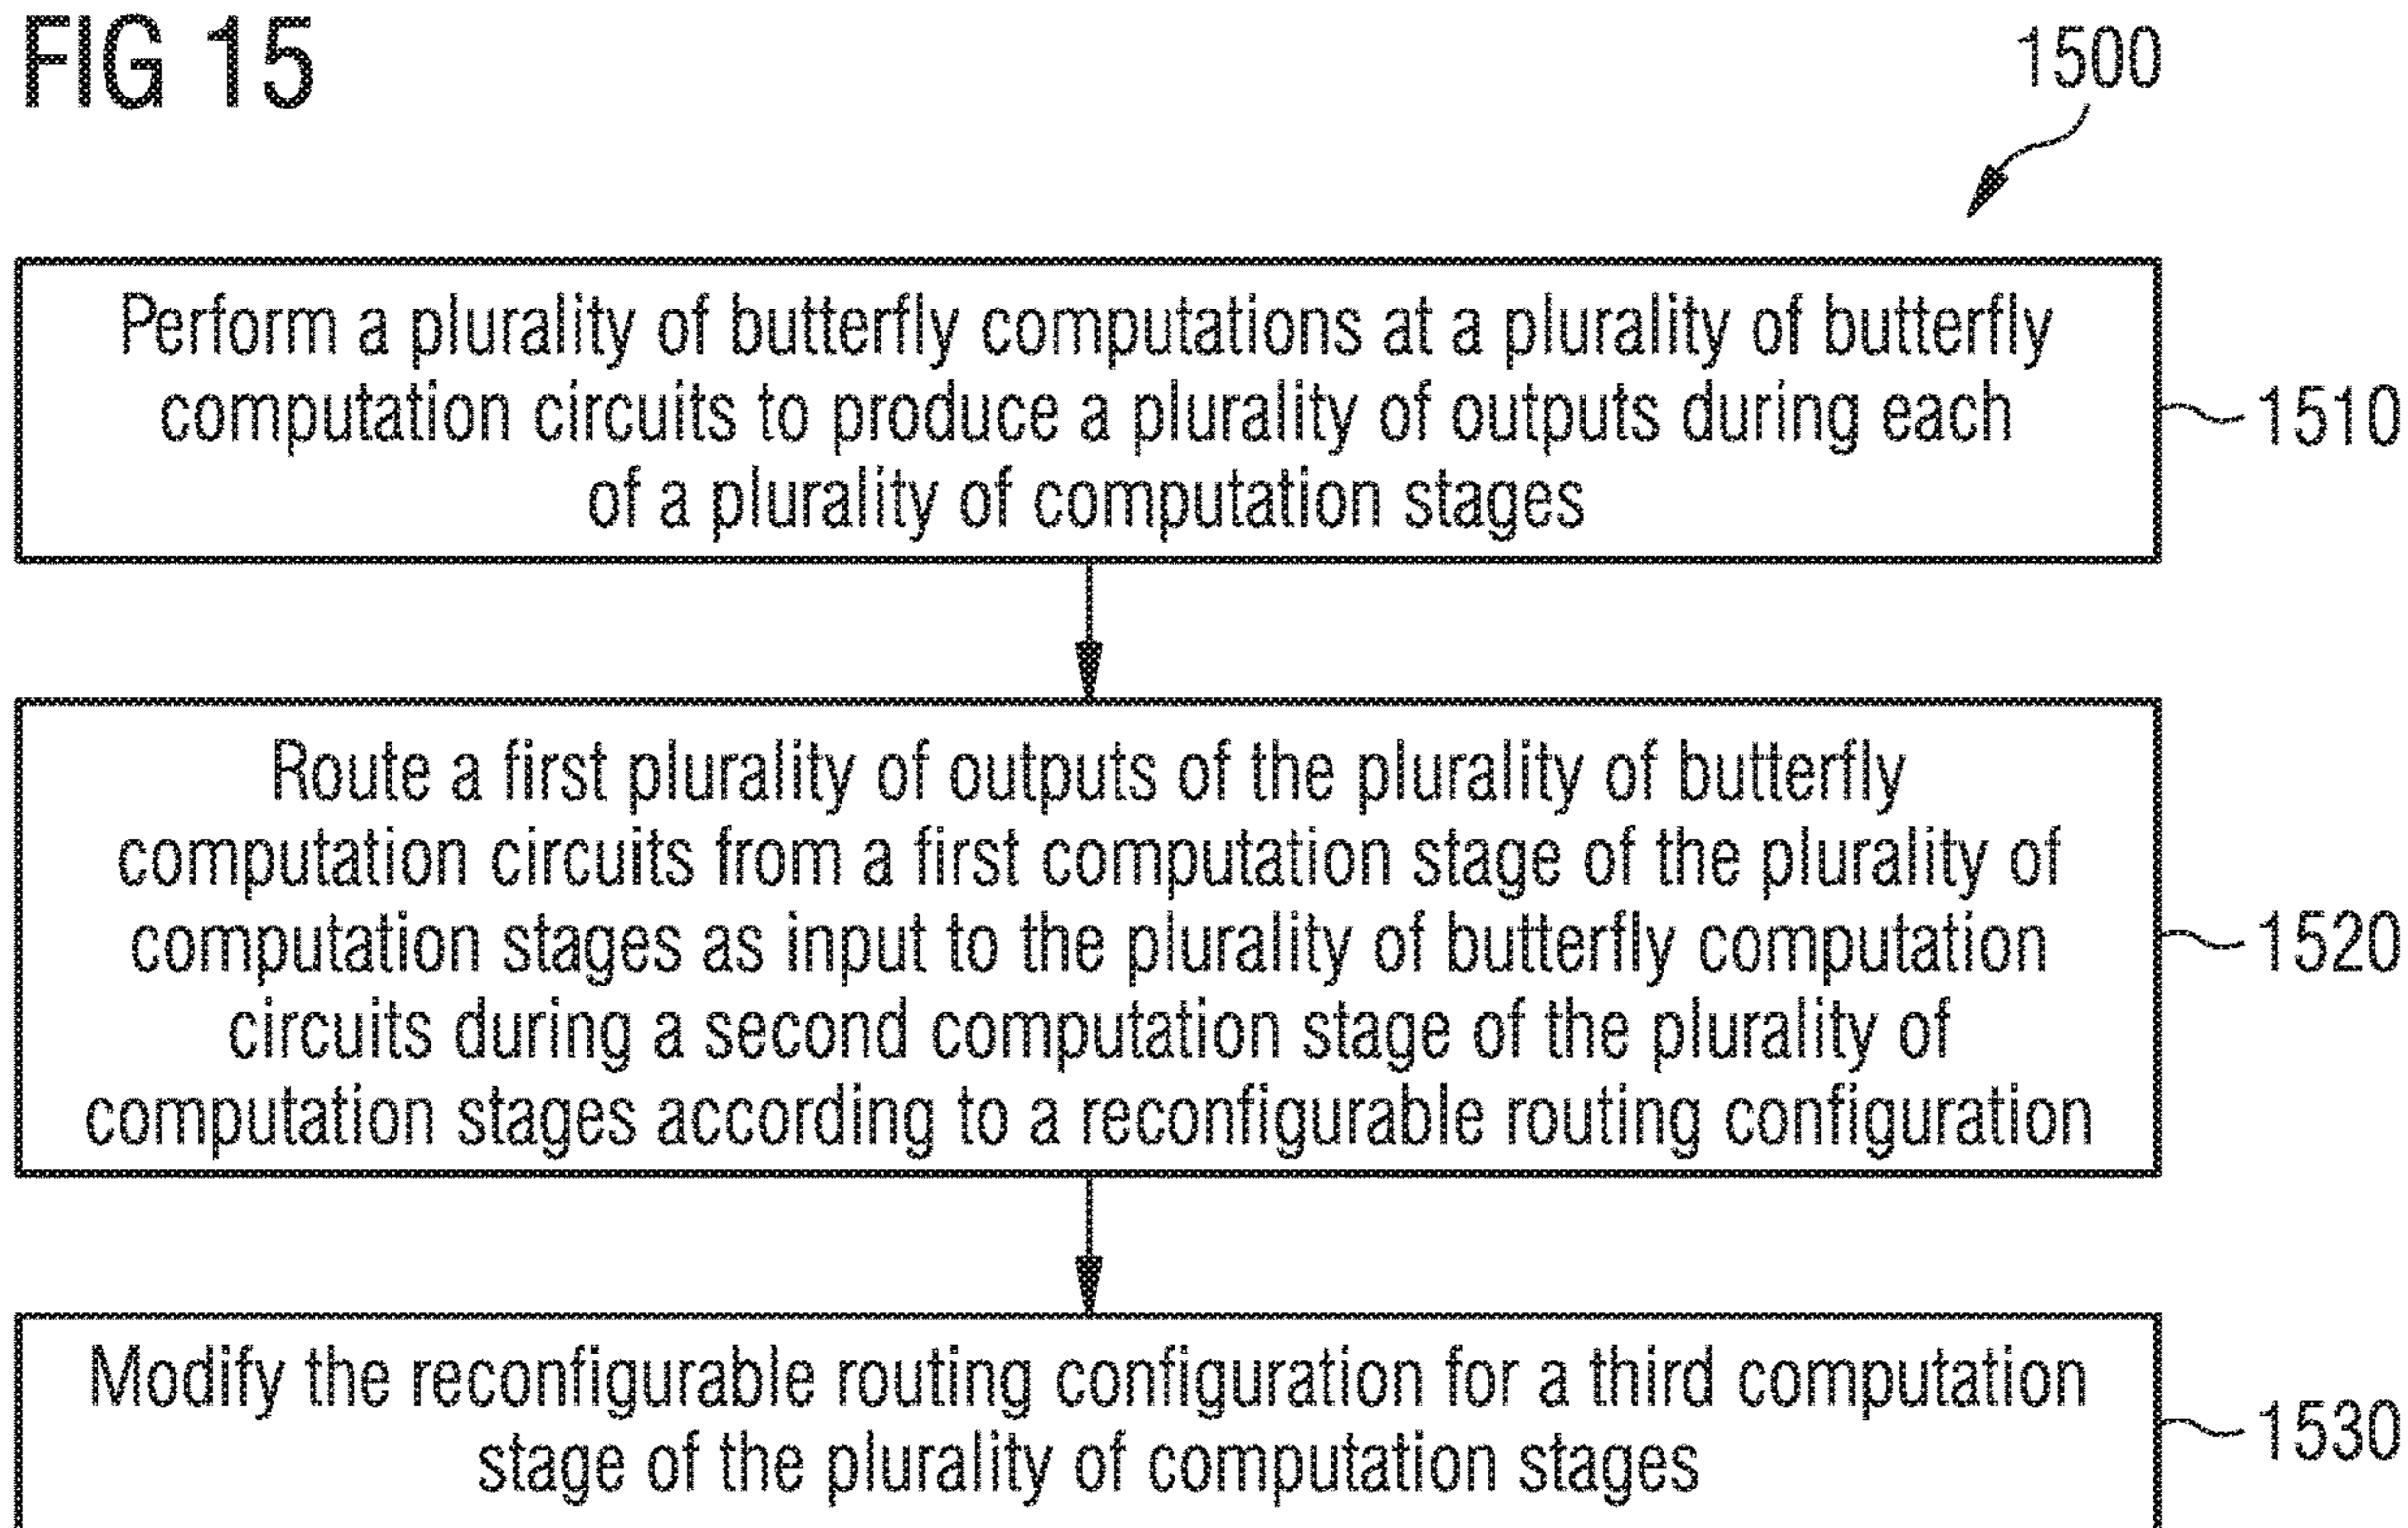 FIG 15
1500
Perform a plurality of butterfly computations at a plurality of butterfly
computation circuits to produce a plurality of outputs during each
of a plurality of computation stages
1510
Route a first plurality of outputs of the plurality of butterfly
computation circuits from a first computation stage of the plurality of
computation stages as input to the plurality of butterfly computation
circuits during a second computation stage of the plurality of
computation stages according to a reconfigurable routing configuration
1520
Modify the reconfigurable routing configuration for a third computation
stage of the plurality of computation stages
1530